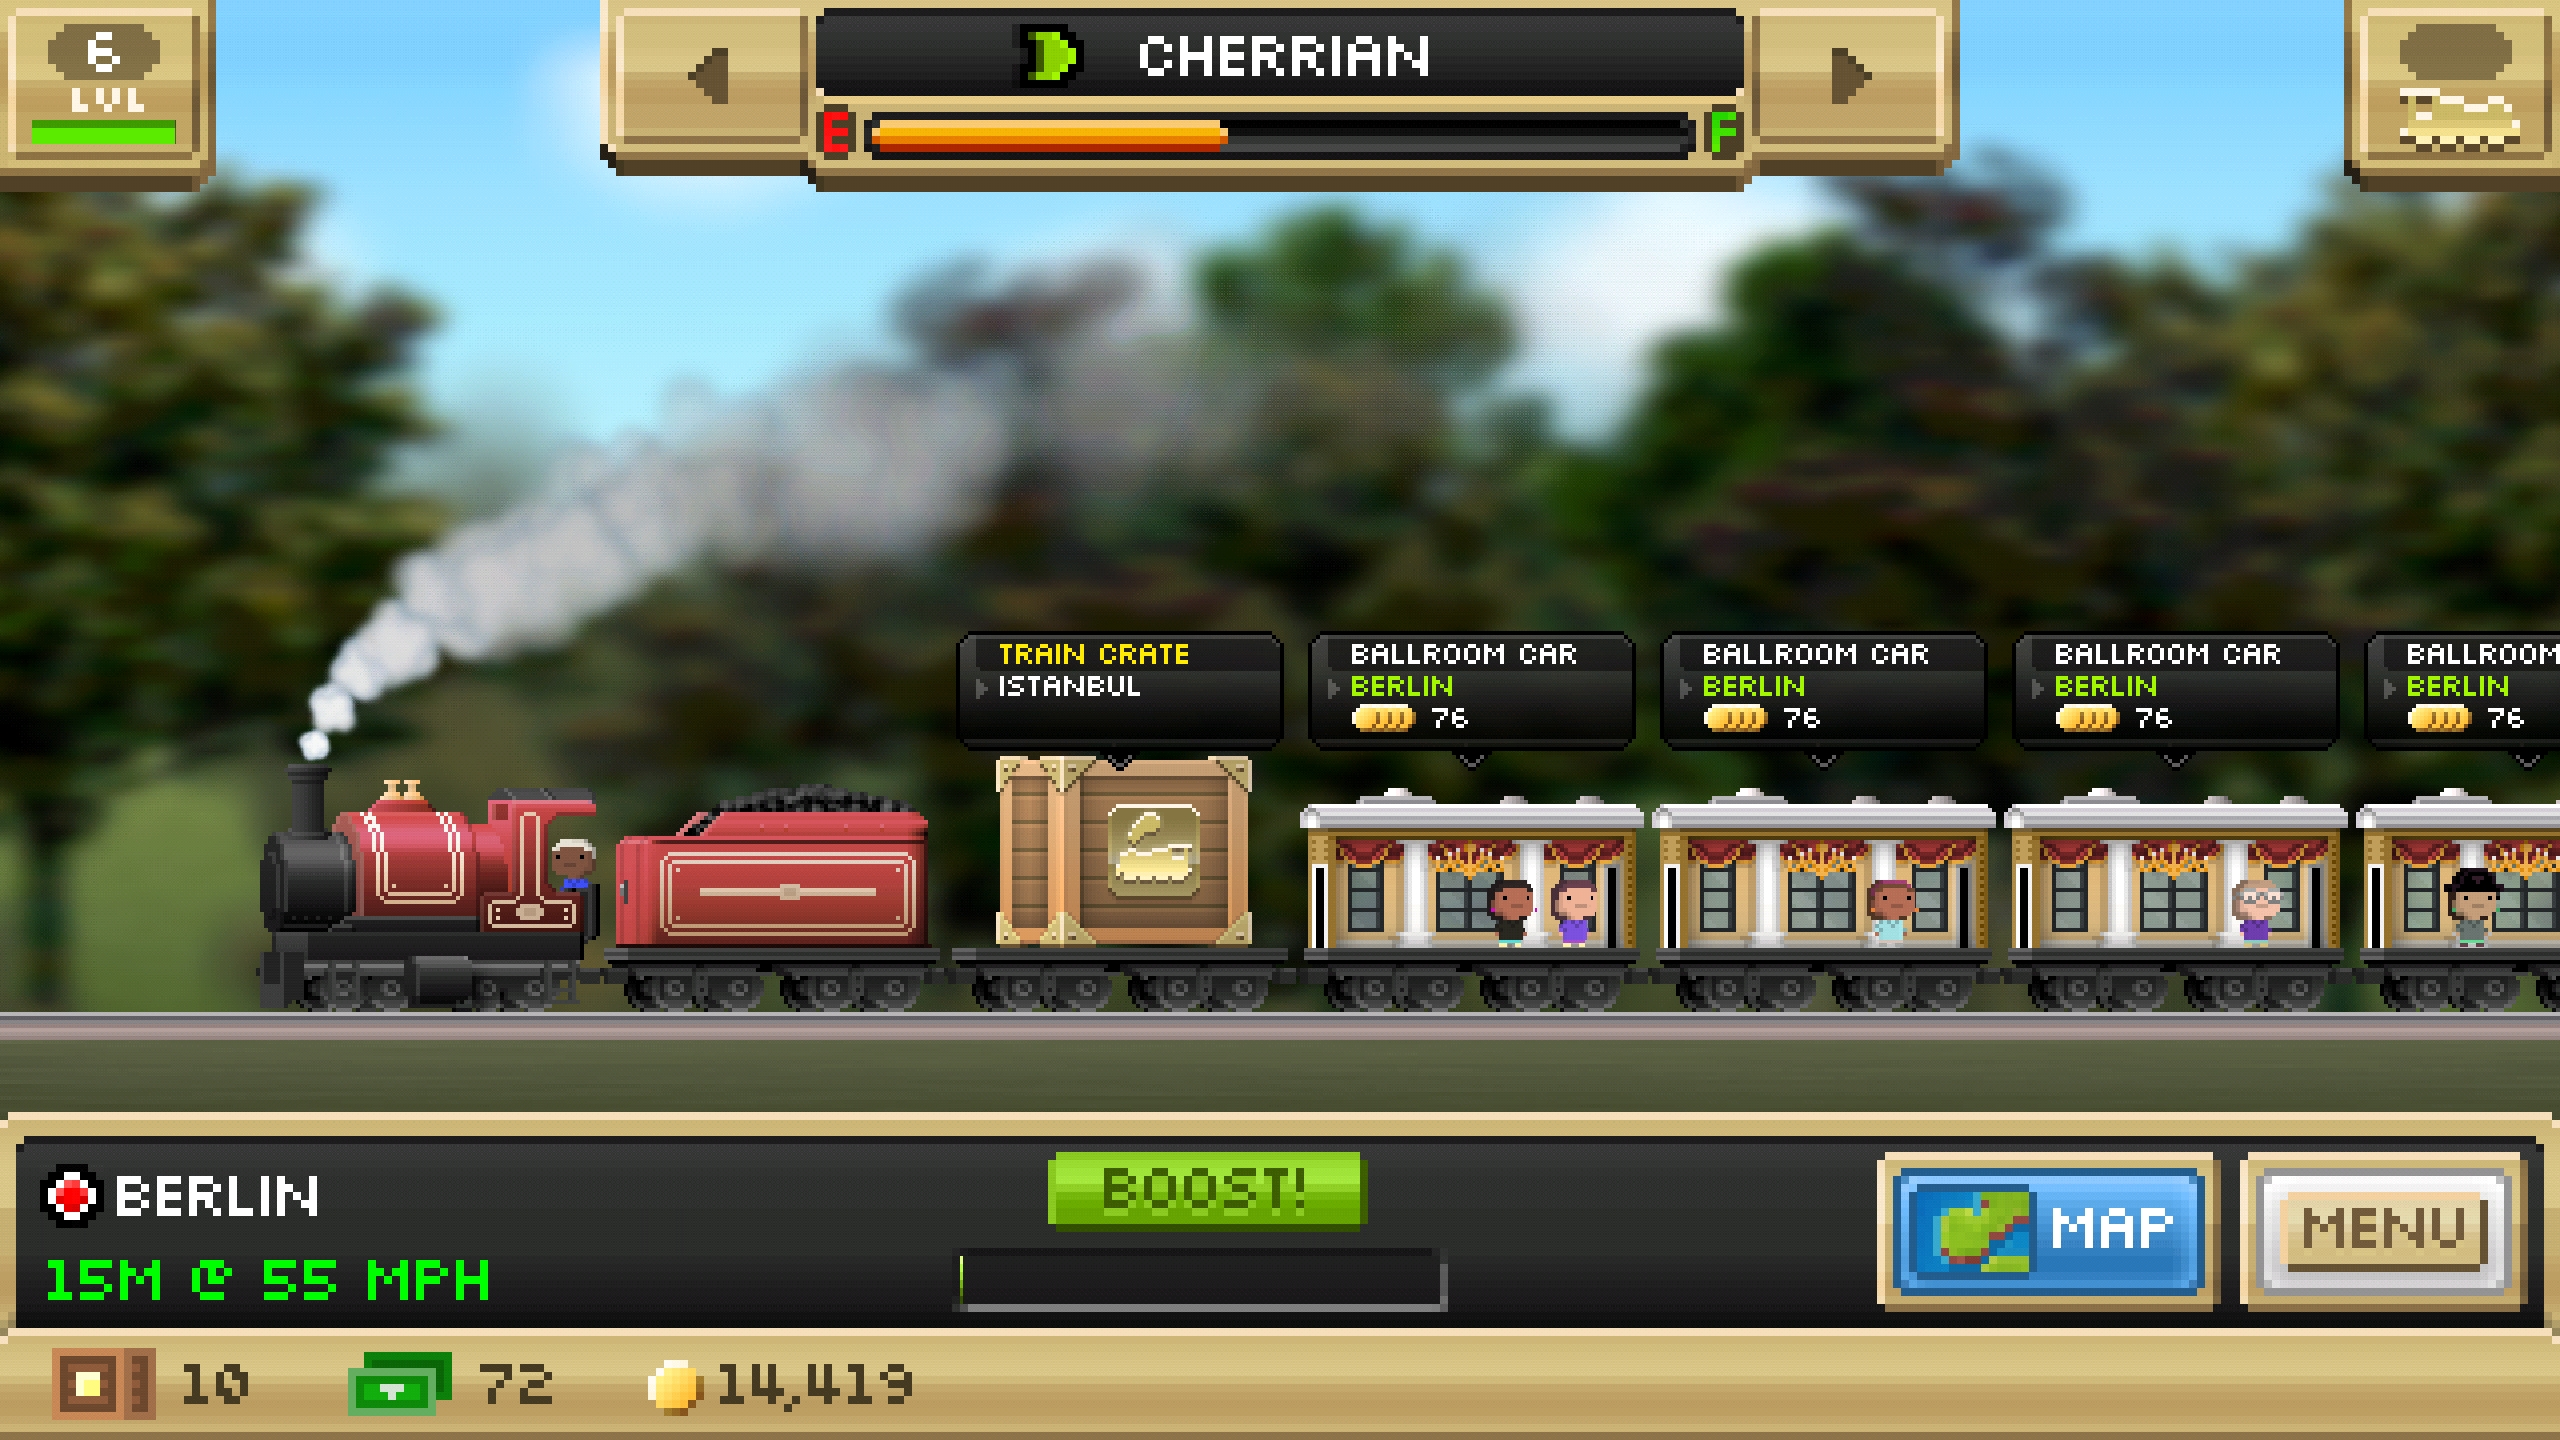 6
LVL
CHERRIAN
E
F
TRAIN CRATE
ISTANBUL
BALLROOM CAR
BERLIN
76
BALLROOM CAR
BERLIN
76
BALLROOM CAR
BERLIN
76
BALLROOM
BERLIN
76
BERLIN
15M @ 55 MPH
BOOST!
MAP
MENU
10
72
14,419